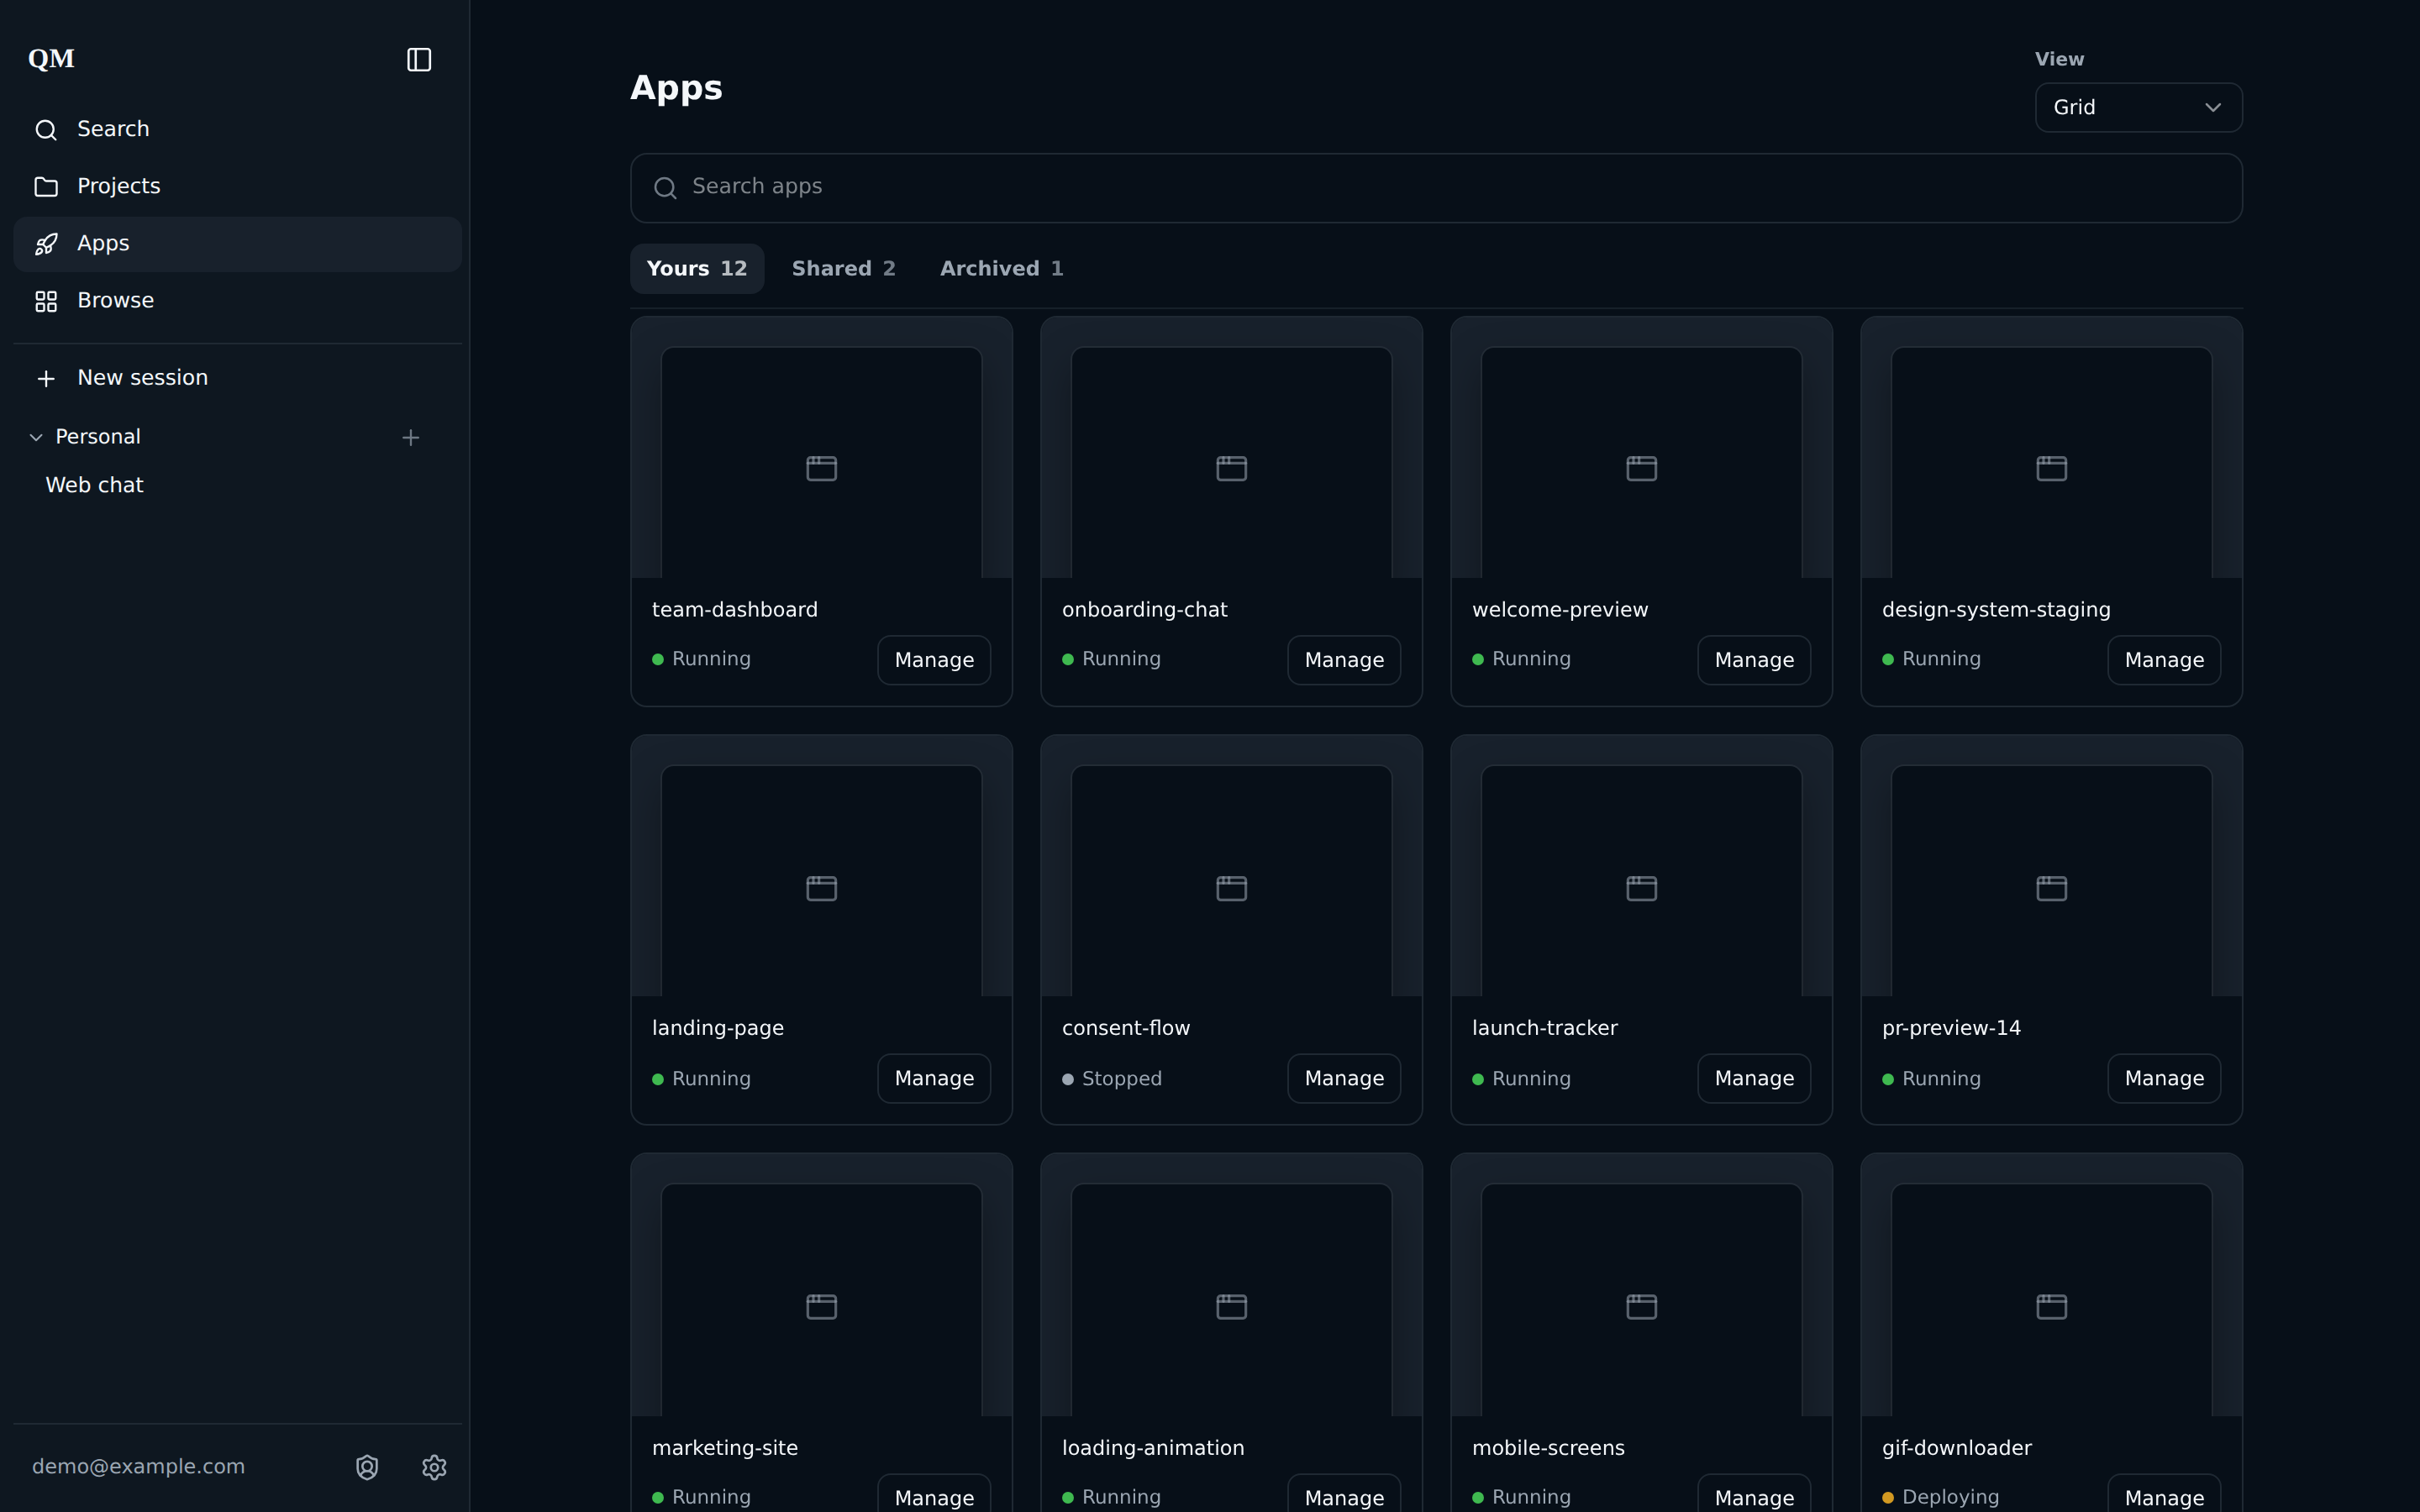 QM
Search
Projects
Apps
Browse
New session
Personal
Web chat
demo@example.com
Apps
View
Grid
Search apps
Yours 12 Shared 2 Archived 1
team-dashboard
Running Manage
onboarding-chat
Running Manage
welcome-preview
Running Manage
design-system-staging
Running Manage
landing-page
Running Manage
consent-flow
Stopped Manage
launch-tracker
Running Manage
pr-preview-14
Running Manage
marketing-site
Running Manage
loading-animation
Running Manage
mobile-screens
Running Manage
gif-downloader
Deploying Manage